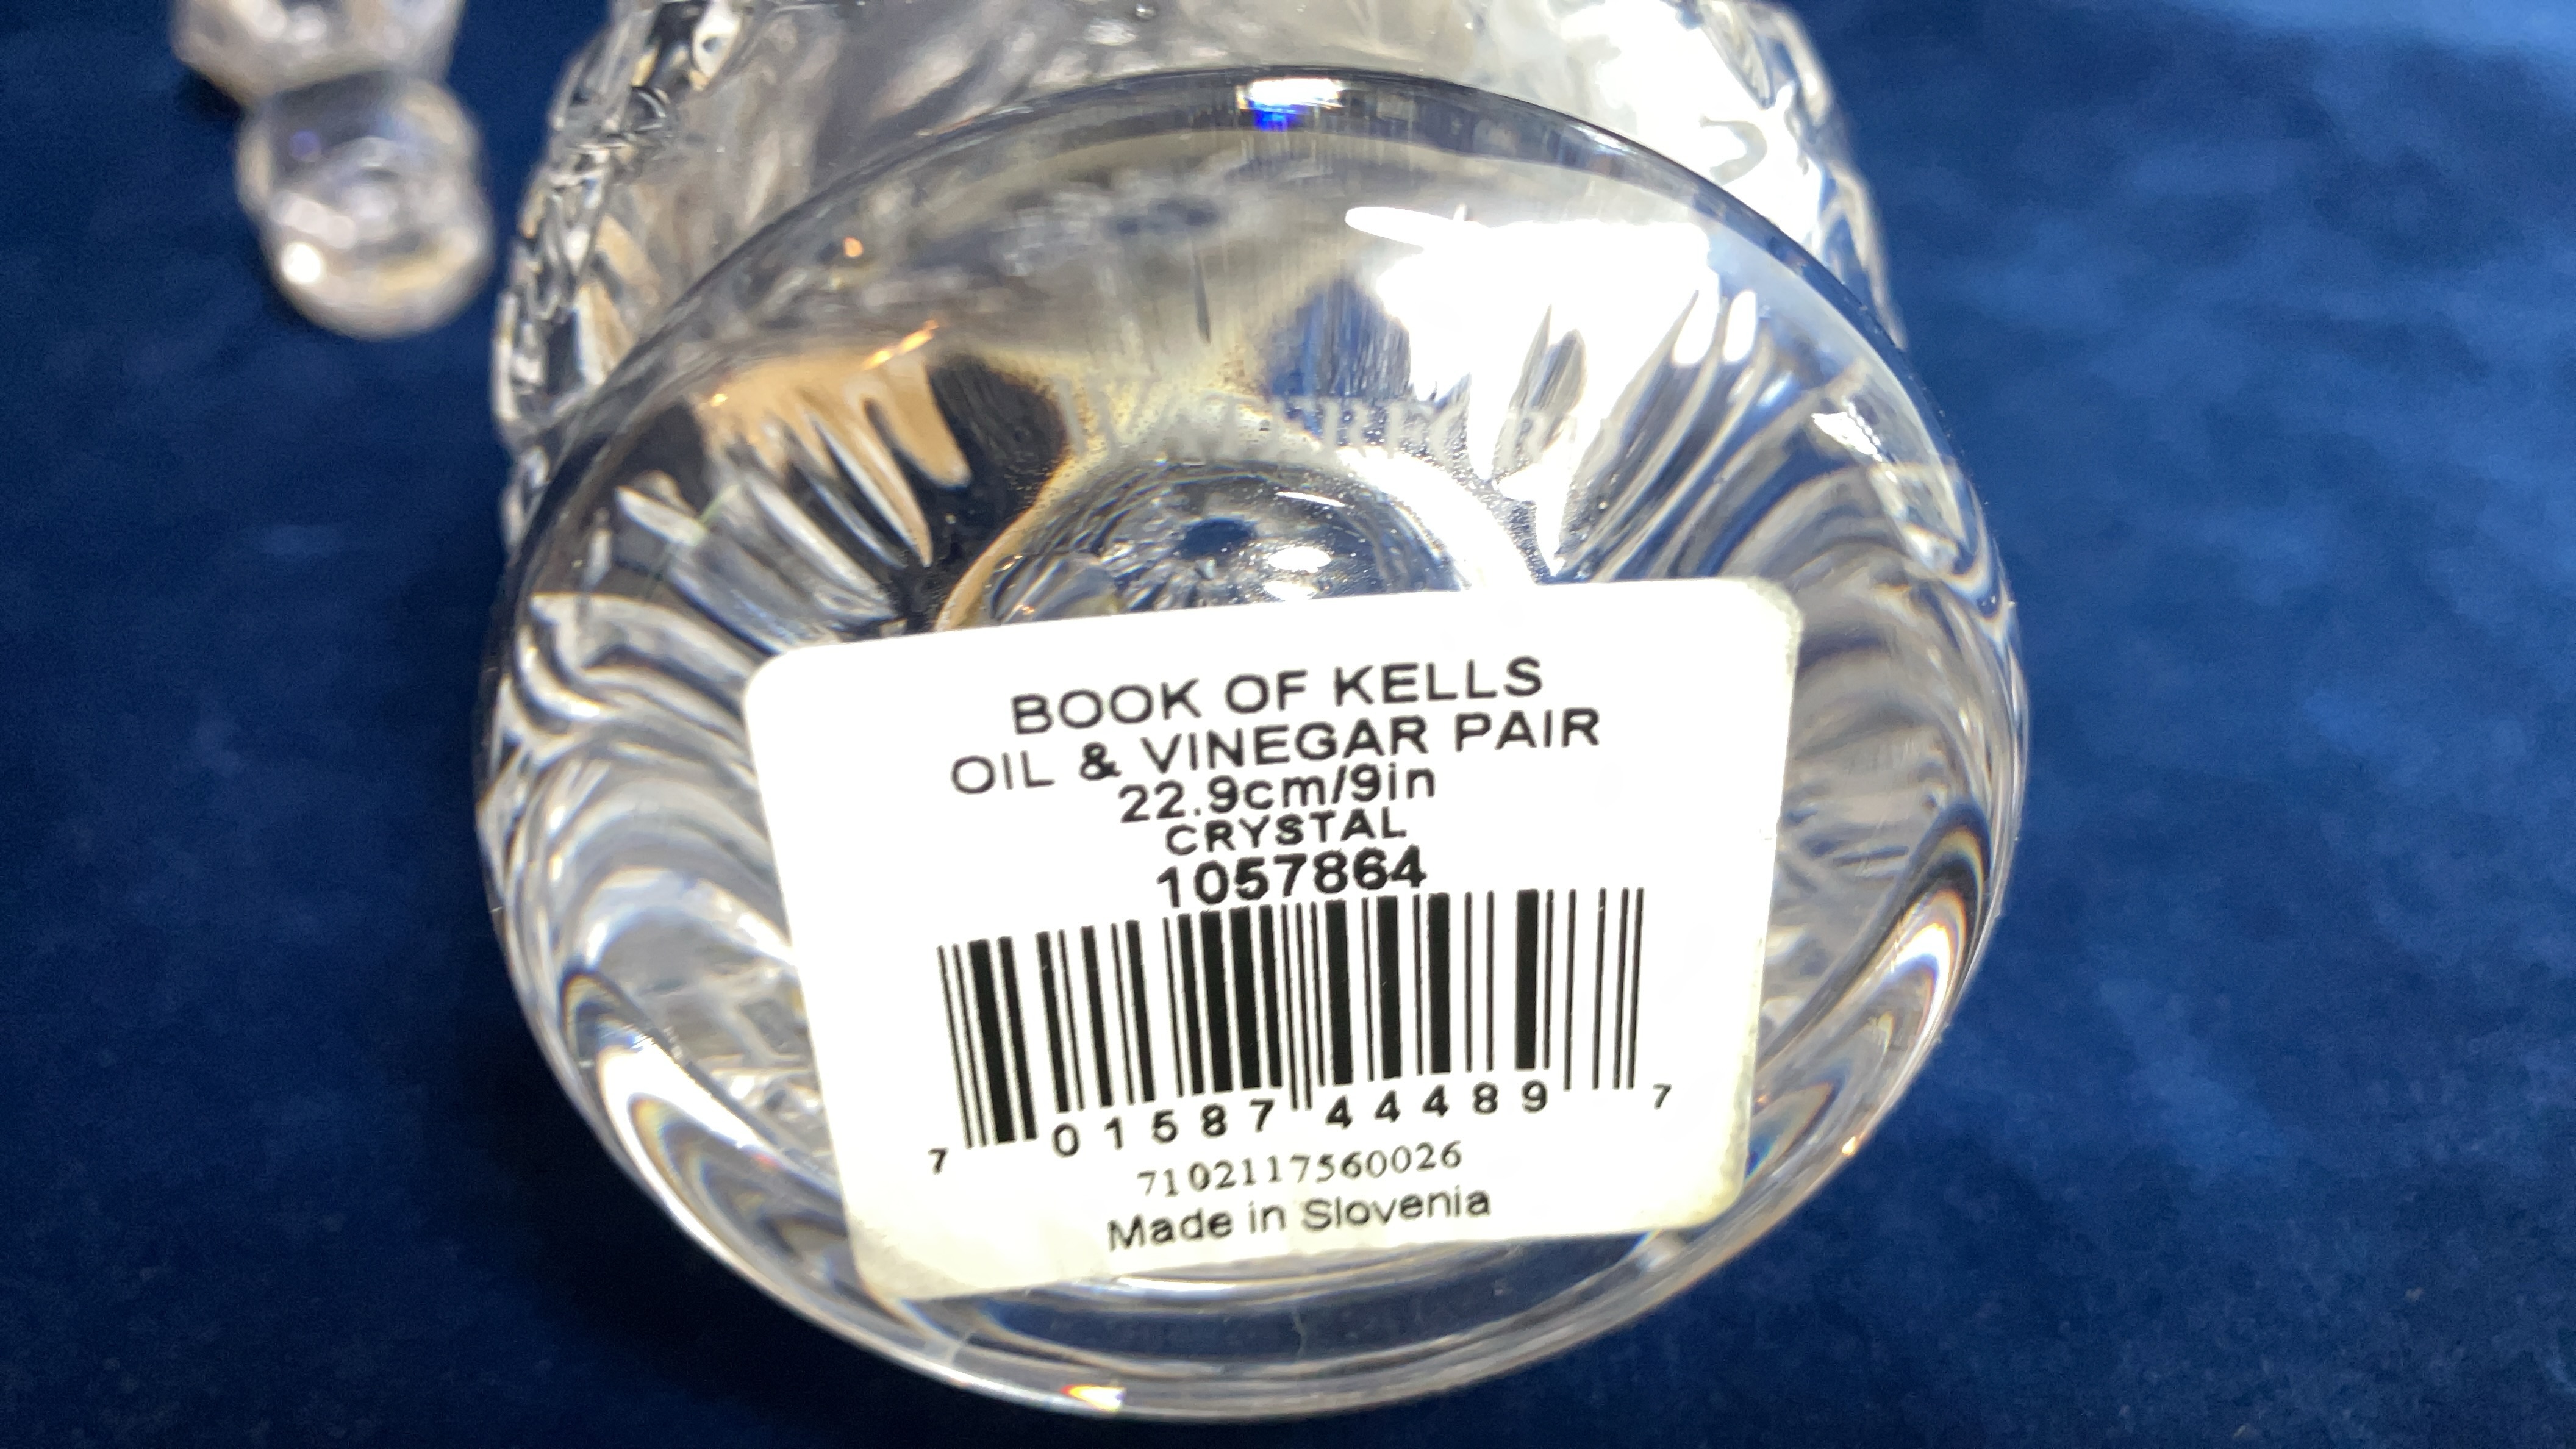 WATERFORD
BOOK OF KELLS
OIL & VINEGAR PAIR
22.9cm/9in
CRYSTAL
1057864
7 01587 44489 7
7102117560026
Made in Slovenia